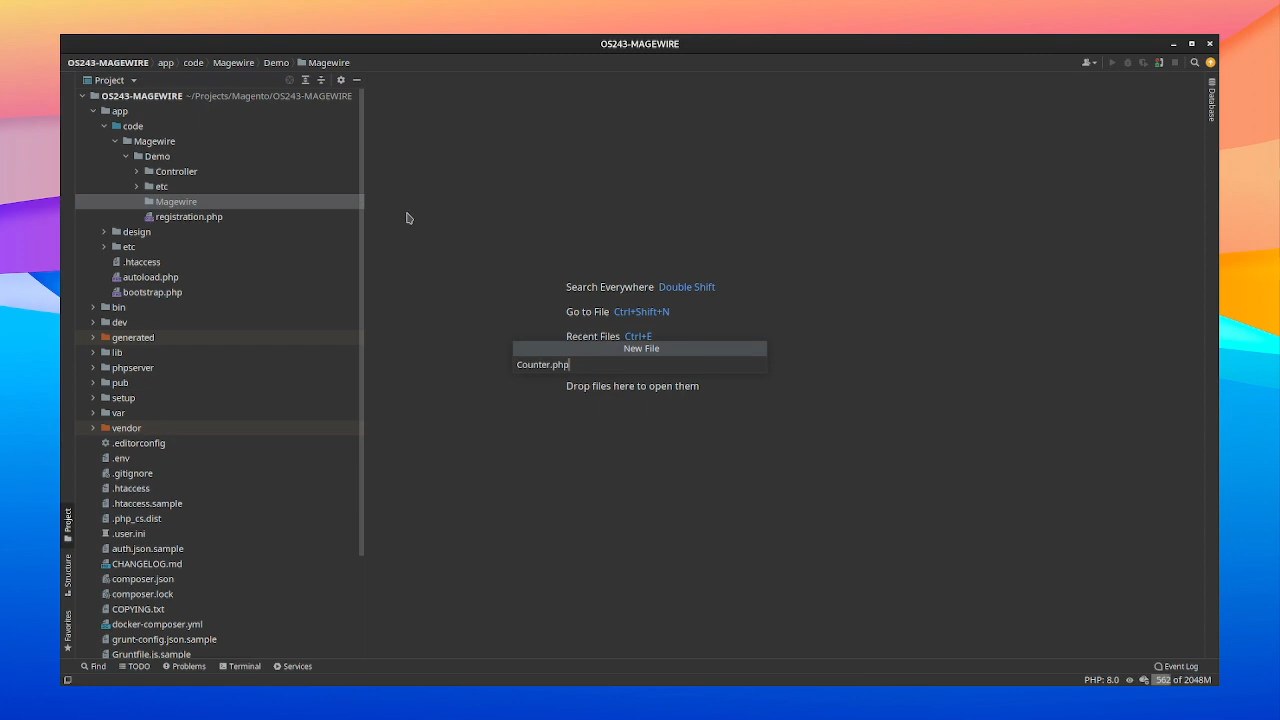 OS243-MAGEWIRE
OS243-MAGEWIRE app code Magewire Demo Magewire
Project
OS243-MAGEWIRE ~/Projects/Magento/OS243-MAGEWIRE
app
code
Magewire
Demo
Controller
etc
Magewire
registration.php
design
etc
.htaccess
autoload.php
bootstrap.php
bin
dev
generated
lib
phpserver
pub
setup
var
vendor
.editorconfig
.env
.gitignore
.htaccess
.htaccess.sample
.php_cs.dist
.user.ini
auth.json.sample
CHANGELOG.md
composer.json
composer.lock
COPYING.txt
docker-composer.yml
grunt-config.json.sample
Gruntfile.js.sample
Search Everywhere Double Shift
Go to File Ctrl+Shift+N
Recent Files Ctrl+E
New File
Counter.php
Drop files here to open them
Database
Project
Structure
Favorites
Find TODO Problems Terminal Services
Event Log
PHP: 8.0 562 of 2048M